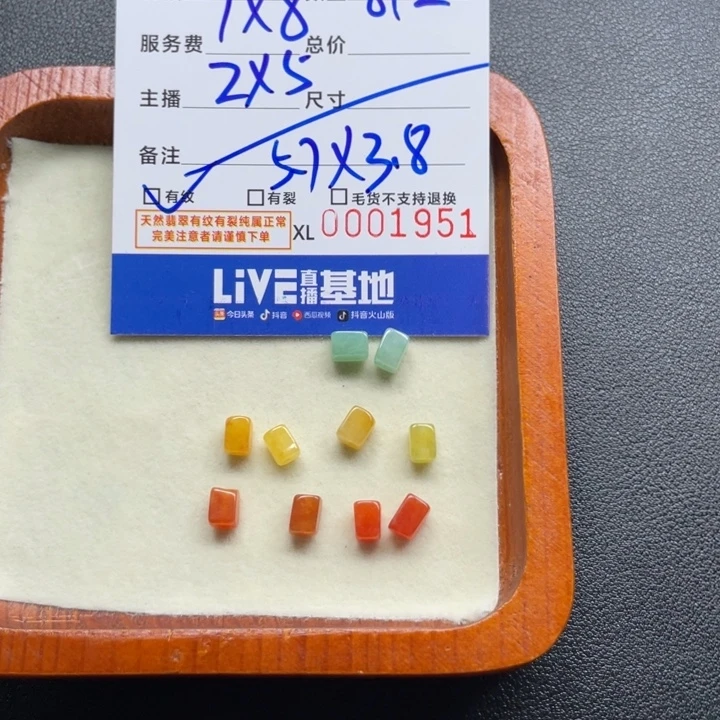 1X8
服务费 总价
2X5
主播 尺寸
备注 5.7X3.8
有纹 有裂 毛货不支持退换
天然翡翠有纹有裂纯属正常
完美注意者请谨慎下单
XL 0001951
LiVE直播基地
今日头条 抖音 西瓜视频 抖音火山版